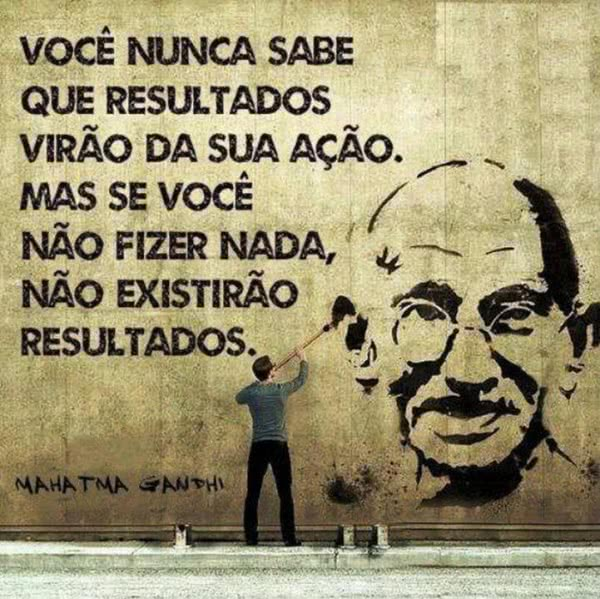 VOCÊ NUNCA SABE
QUE RESULTADOS
VIRÃO DA SUA AÇÃO.
MAS SE VOCÊ
NÃO FIZER NADA,
NÃO EXISTIRÃO
RESULTADOS.
MAHATMA GANDHI